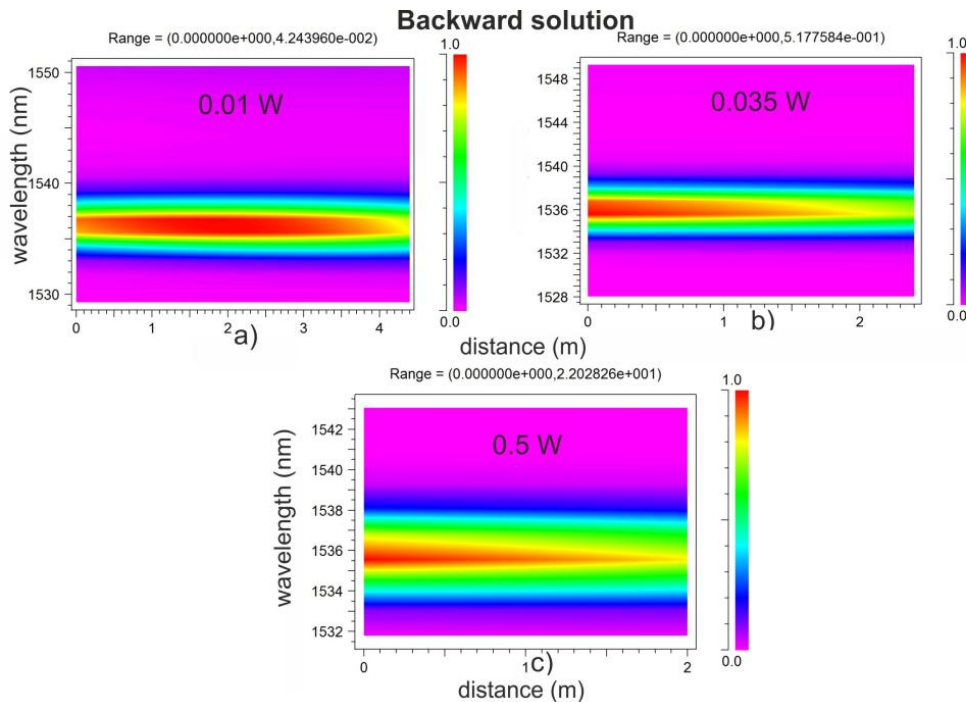 Backward solution
Range = (0.000000e+000,4.243960e-002)
1.0
1550
1540
1530
wavelength (nm)
0.01 W
0.0
0 1 2 3 4
a)
Range = (0.000000e+000,5.177584e-001)
1.0
1548
1544
1540
1536
1532
1528
0.035 W
0.0
0 1 2
b)
distance (m)
Range = (0.000000e+000,2.202826e+001)
1.0
1542
1540
1538
1536
1534
1532
wavelength (nm)
0.5 W
0.0
0 1 2
c)
distance (m)